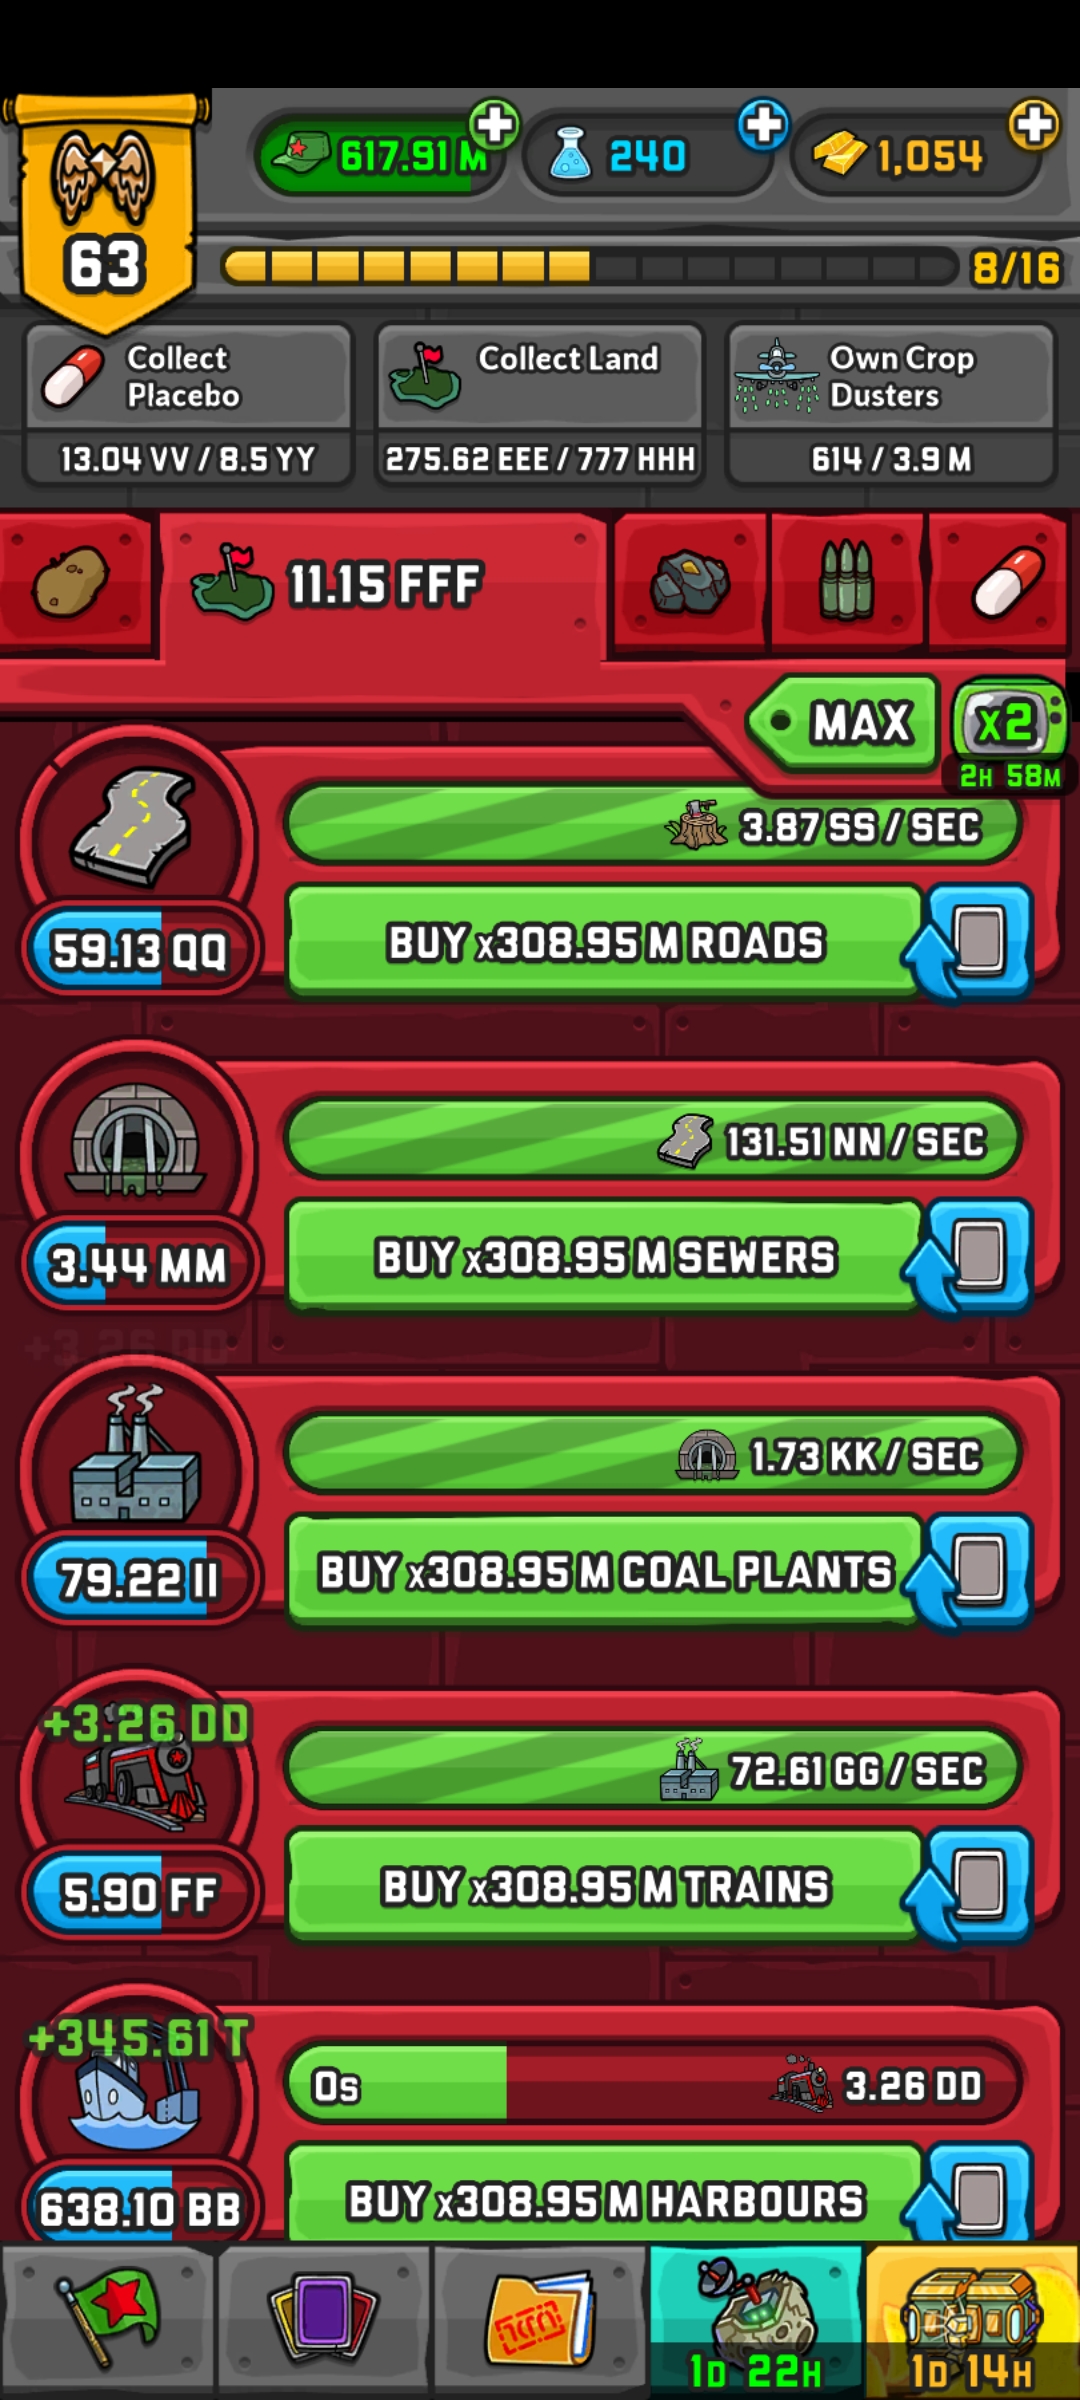 617.91 M
240
1,054
63
8/16
Collect
Placebo
13.04 VV / 8.5 YY
Collect Land
275.62 EEE / 777 HHH
Own Crop
Dusters
614 / 3.9 M
11.15 FFF
MAX
x2
2H 58M
3.87 SS / SEC
59.13 QQ
BUY x308.95 M ROADS
131.51 NN / SEC
3.44 MM
BUY x308.95 M SEWERS
+3.26 DD
1.73 KK / SEC
79.22 II
BUY x308.95 M COAL PLANTS
+3.26 DD
72.61 GG / SEC
5.90 FF
BUY x308.95 M TRAINS
+345.61 T
0s
3.26 DD
638.10 BB
BUY x308.95 M HARBOURS
1D 22H
1D 14H